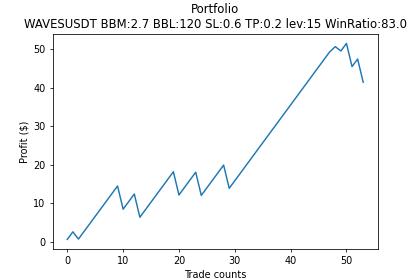 Portfolio
WAVESUSDT BBM:2.7 BBL:120 SL:0.6 TP:0.2 lev:15 WinRatio:83.0
50
40
30
20
10
0
Profit ($)
0 10 20 30 40 50
Trade counts